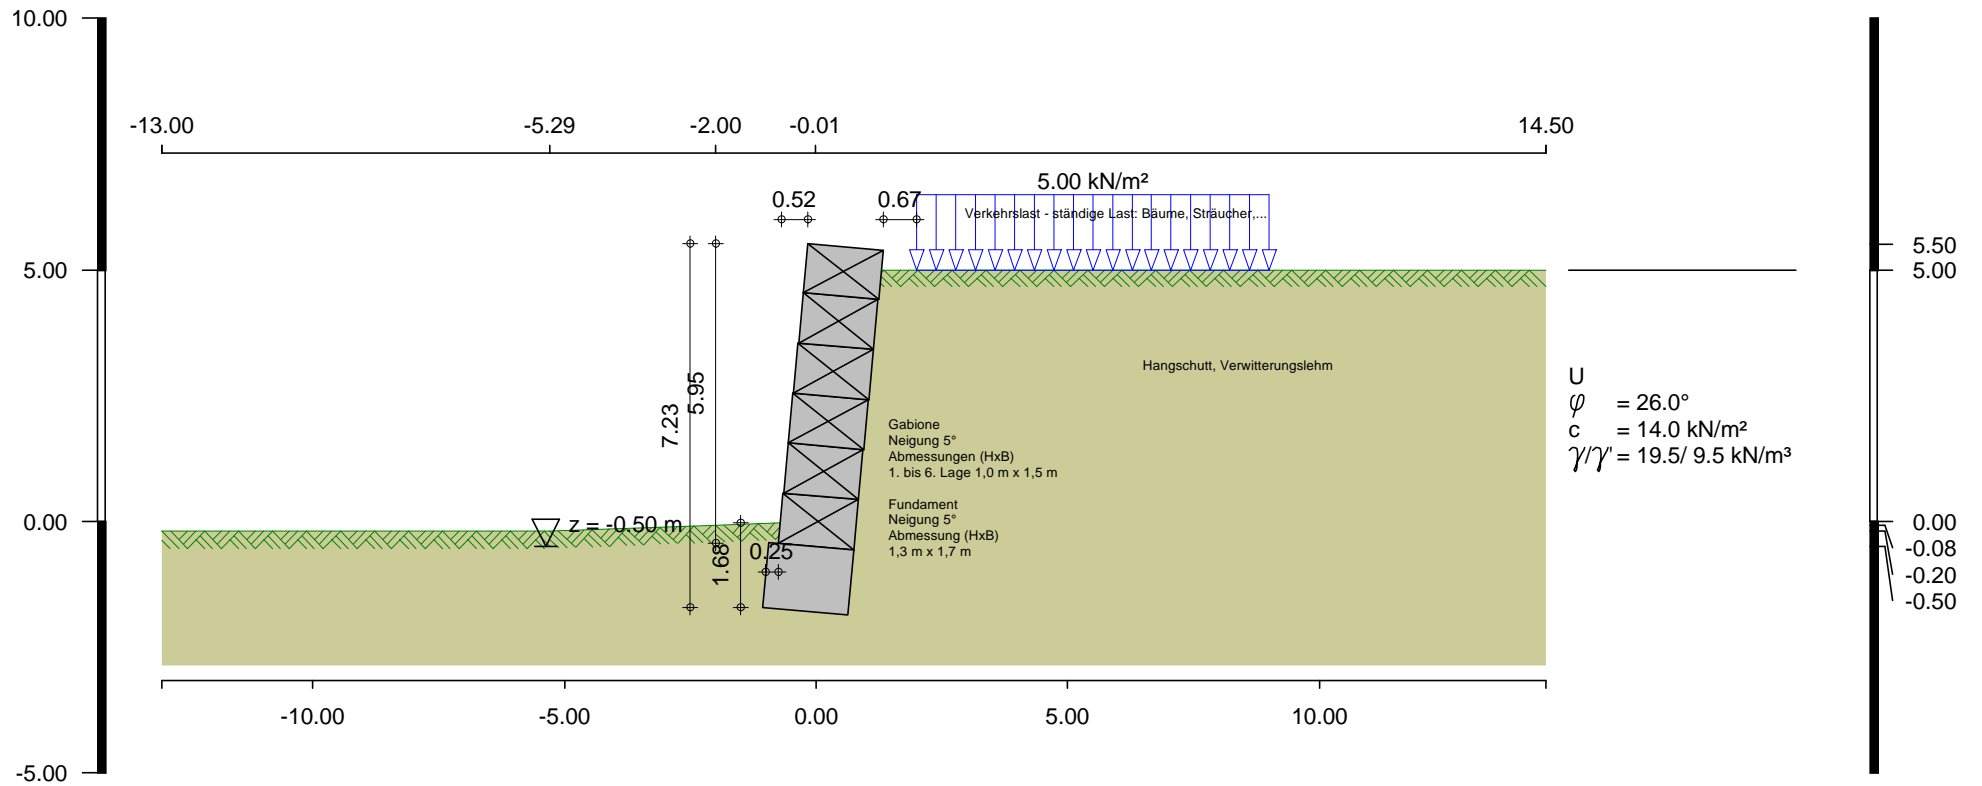 10.00
-13.00
-5.29
-2.00
-0.01
14.50
5.00 kN/m²
0.52
0.67
Verkehrslast - ständige Last: Bäume, Sträucher,...
5.00
5.50
5.00
Hangschutt, Verwitterungslehm
U
φ = 26.0°
c = 14.0 kN/m²
γ/γ' = 19.5/ 9.5 kN/m³
5.95
7.23
Gabione
Neigung 5°
Abmessungen (HxB)
1. bis 6. Lage 1,0 m x 1,5 m
Fundament
Neigung 5°
Abmessung (HxB)
1,3 m x 1,7 m
0.00
z = -0.50 m
0.25
1.68
0.00
-0.08
-0.20
-0.50
-10.00
-5.00
0.00
5.00
10.00
-5.00